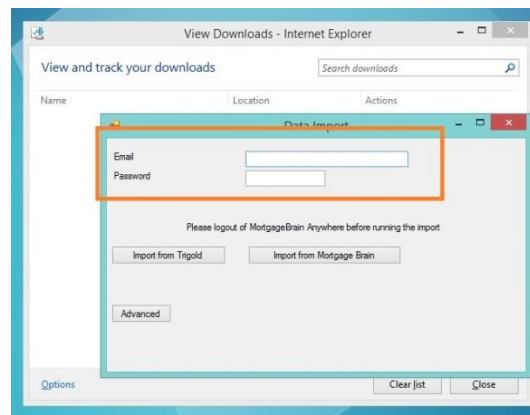 View Downloads - Internet Explorer
View and track your downloads
Search downloads
Name Location Actions
Data Import
Email
Password
Please logout of MortgageBrain Anywhere before running the import
Import from Trigold Import from Mortgage Brain
Advanced
Options Clear list Close